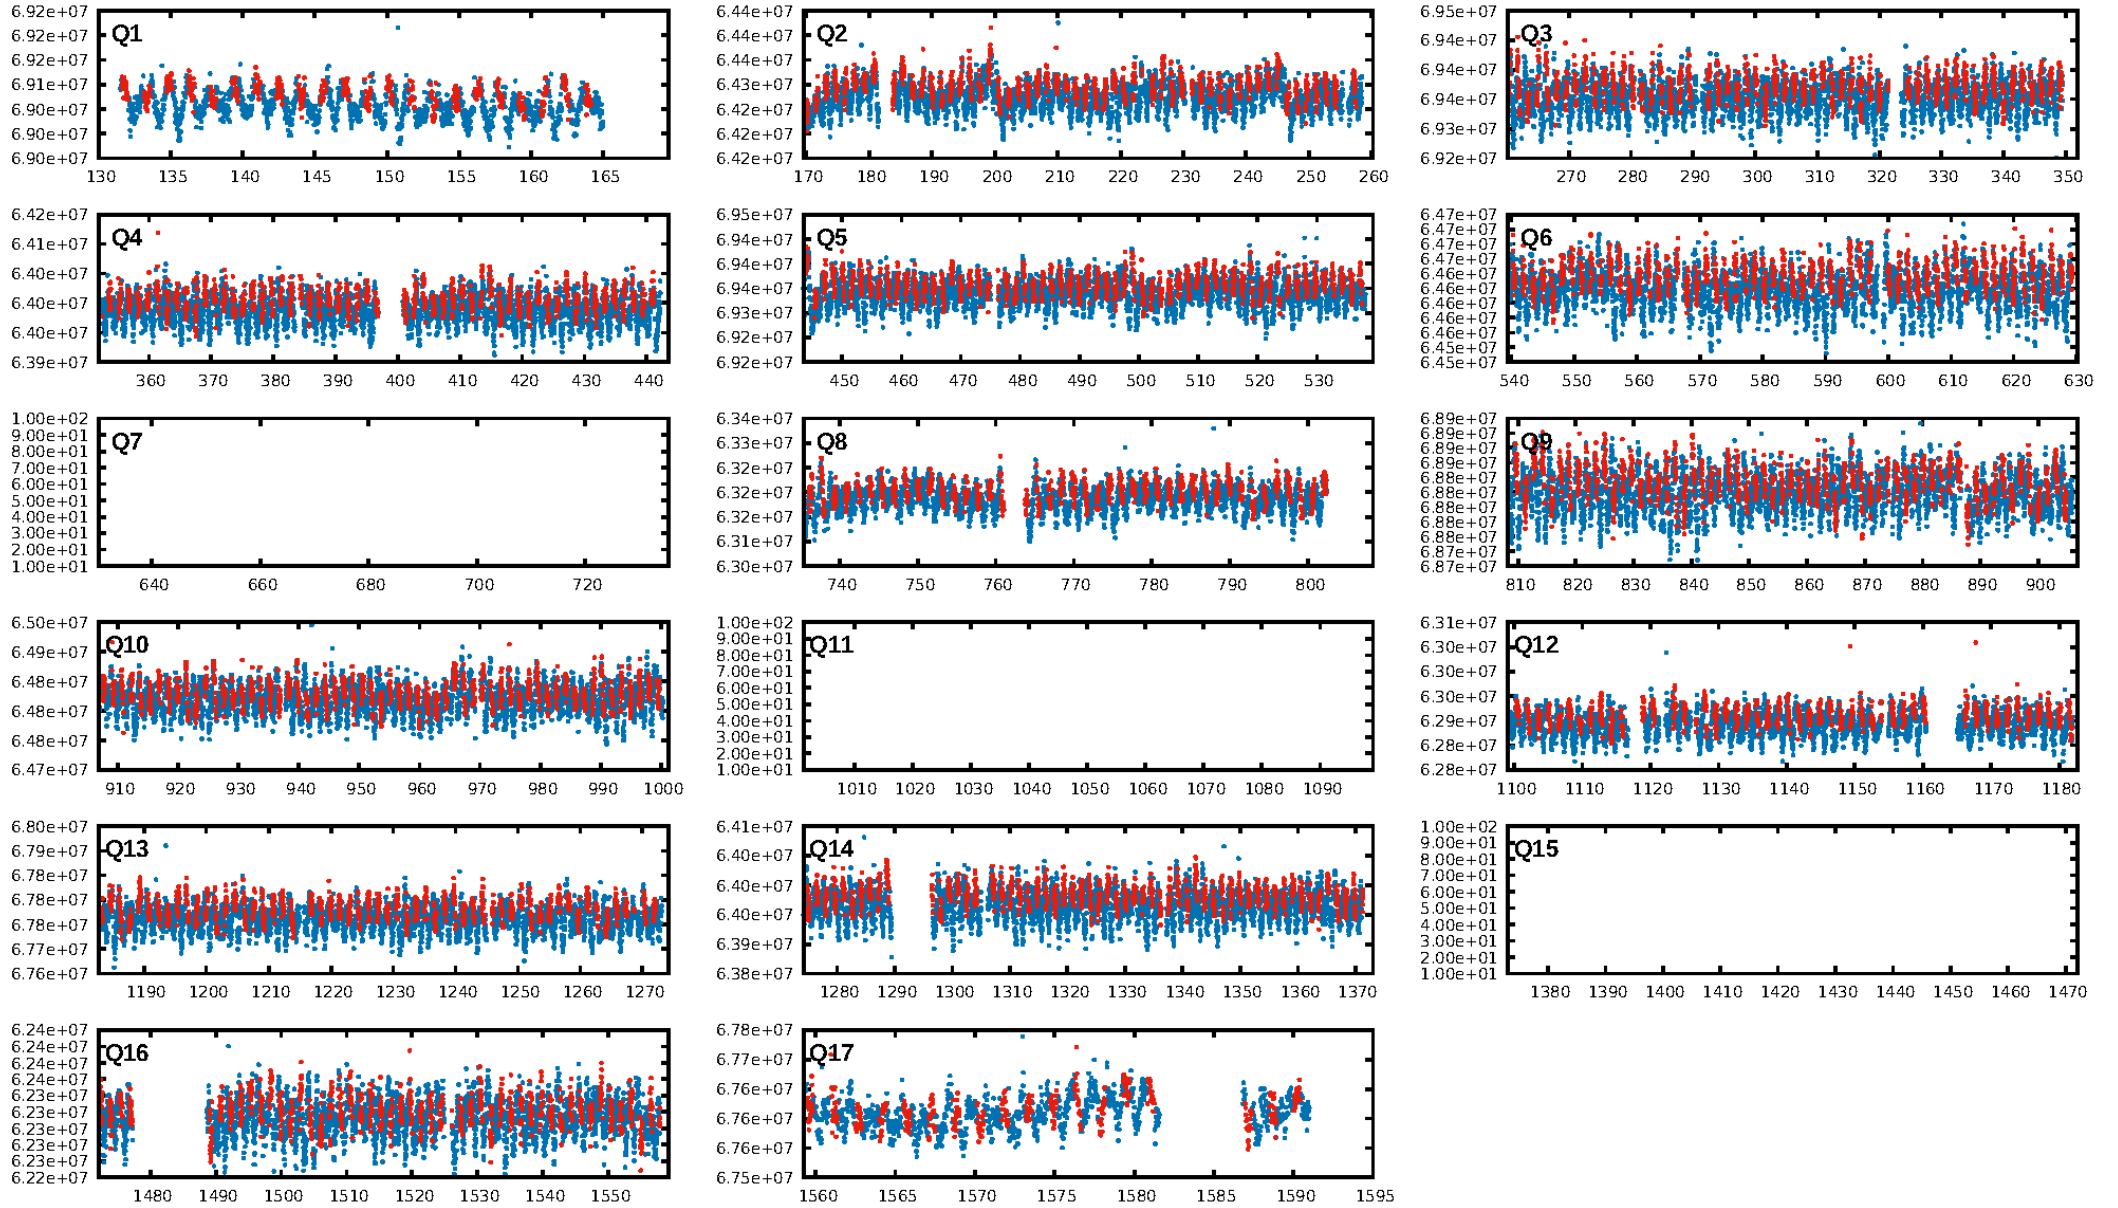 6.92e+07 6.92e+07 6.92e+07 6.91e+07 6.90e+07 6.90e+07 6.90e+07
Q1
130 135 140 145 150 155 160 165
6.44e+07 6.44e+07 6.44e+07 6.43e+07 6.42e+07 6.42e+07 6.42e+07
Q2
170 180 190 200 210 220 230 240 250 260
6.95e+07 6.94e+07 6.94e+07 6.94e+07 6.93e+07 6.92e+07
Q3
270 280 290 300 310 320 330 340 350
6.42e+07 6.41e+07 6.40e+07 6.40e+07 6.40e+07 6.39e+07
Q4
360 370 380 390 400 410 420 430 440
6.95e+07 6.94e+07 6.94e+07 6.94e+07 6.93e+07 6.92e+07 6.92e+07
Q5
450 460 470 480 490 500 510 520 530
6.47e+07 6.47e+07 6.47e+07 6.47e+07 6.46e+07 6.46e+07 6.46e+07 6.46e+07 6.46e+07 6.45e+07 6.45e+07
Q6
540 550 560 570 580 590 600 610 620 630
1.00e+02 9.00e+01 8.00e+01 7.00e+01 6.00e+01 5.00e+01 4.00e+01 3.00e+01 2.00e+01 1.00e+01
Q7
640 660 680 700 720
6.34e+07 6.33e+07 6.32e+07 6.32e+07 6.32e+07 6.31e+07 6.30e+07
Q8
740 750 760 770 780 790 800
6.89e+07 6.89e+07 6.89e+07 6.89e+07 6.88e+07 6.88e+07 6.88e+07 6.88e+07 6.88e+07 6.87e+07 6.87e+07
Q9
810 820 830 840 850 860 870 880 890 900
6.50e+07 6.49e+07 6.48e+07 6.48e+07 6.48e+07 6.47e+07
Q10
910 920 930 940 950 960 970 980 990 1000
1.00e+02 9.00e+01 8.00e+01 7.00e+01 6.00e+01 5.00e+01 4.00e+01 3.00e+01 2.00e+01 1.00e+01
Q11
1010 1020 1030 1040 1050 1060 1070 1080 1090
6.31e+07 6.30e+07 6.30e+07 6.30e+07 6.29e+07 6.28e+07 6.28e+07
Q12
1100 1110 1120 1130 1140 1150 1160 1170 1180
6.80e+07 6.79e+07 6.78e+07 6.78e+07 6.78e+07 6.77e+07 6.76e+07
Q13
1190 1200 1210 1220 1230 1240 1250 1260 1270
6.41e+07 6.40e+07 6.40e+07 6.40e+07 6.39e+07 6.38e+07
Q14
1280 1290 1300 1310 1320 1330 1340 1350 1360 1370
1.00e+02 9.00e+01 8.00e+01 7.00e+01 6.00e+01 5.00e+01 4.00e+01 3.00e+01 2.00e+01 1.00e+01
Q15
1380 1390 1400 1410 1420 1430 1440 1450 1460 1470
6.24e+07 6.24e+07 6.24e+07 6.24e+07 6.23e+07 6.23e+07 6.23e+07 6.23e+07 6.23e+07 6.22e+07
Q16
1480 1490 1500 1510 1520 1530 1540 1550
6.78e+07 6.77e+07 6.76e+07 6.76e+07 6.76e+07 6.75e+07
Q17
1560 1565 1570 1575 1580 1585 1590 1595